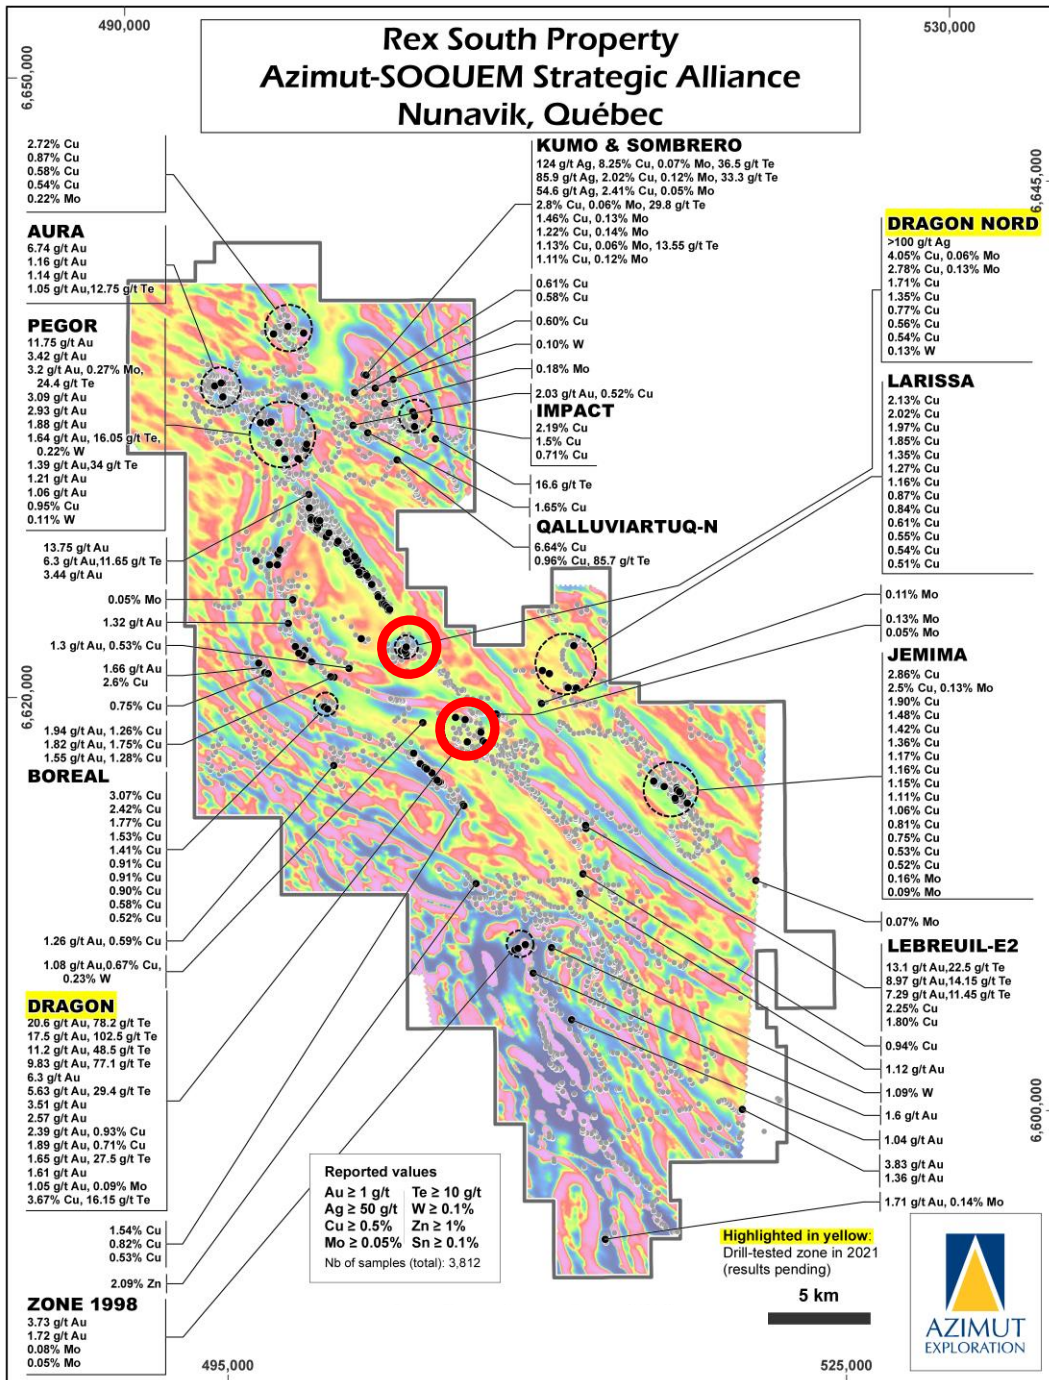 490,000
530,000
Rex South Property
Azimut-SOQUEM Strategic Alliance
Nunavik, Québec
6,650,000
6,645,000
2.72% Cu
0.87% Cu
0.58% Cu
0.54% Cu
0.22% Mo
AURA
6.74 g/t Au
1.16 g/t Au
1.14 g/t Au
1.05 g/t Au,12.75 g/t Te
PEGOR
11.75 g/t Au
3.42 g/t Au
3.2 g/t Au, 0.27% Mo,
24.4 g/t Te
3.09 g/t Au
2.93 g/t Au
1.88 g/t Au
1.64 g/t Au, 16.05 g/t Te,
0.22% W
1.39 g/t Au,34 g/t Te
1.21 g/t Au
1.06 g/t Au
0.95% Cu
0.11% W
13.75 g/t Au
6.3 g/t Au,11.65 g/t Te
3.44 g/t Au
0.05% Mo
1.32 g/t Au
1.3 g/t Au, 0.53% Cu
1.66 g/t Au
2.6% Cu
6,620,000
0.75% Cu
1.94 g/t Au, 1.26% Cu
1.82 g/t Au, 1.75% Cu
1.55 g/t Au, 1.28% Cu
BOREAL
3.07% Cu
2.42% Cu
1.77% Cu
1.53% Cu
1.41% Cu
0.91% Cu
0.91% Cu
0.90% Cu
0.58% Cu
0.52% Cu
1.26 g/t Au, 0.59% Cu
1.08 g/t Au,0.67% Cu,
0.23% W
DRAGON
20.6 g/t Au, 78.2 g/t Te
17.5 g/t Au, 102.5 g/t Te
11.2 g/t Au, 48.5 g/t Te
9.83 g/t Au, 77.1 g/t Te
6.3 g/t Au
5.63 g/t Au, 29.4 g/t Te
3.51 g/t Au
2.57 g/t Au
2.39 g/t Au, 0.93% Cu
1.89 g/t Au, 0.71% Cu
1.65 g/t Au, 27.5 g/t Te
1.61 g/t Au
1.05 g/t Au, 0.09% Mo
3.67% Cu, 16.15 g/t Te
1.54% Cu
0.82% Cu
0.53% Cu
2.09% Zn
ZONE 1998
3.73 g/t Au
1.72 g/t Au
0.08% Mo
0.05% Mo
KUMO & SOMBRERO
124 g/t Ag, 8.25% Cu, 0.07% Mo, 36.5 g/t Te
85.9 g/t Ag, 2.02% Cu, 0.12% Mo, 33.3 g/t Te
54.6 g/t Ag, 2.41% Cu, 0.05% Mo
2.8% Cu, 0.06% Mo, 29.8 g/t Te
1.46% Cu, 0.13% Mo
1.22% Cu, 0.14% Mo
1.13% Cu, 0.06% Mo, 13.55 g/t Te
1.11% Cu, 0.12% Mo
0.61% Cu
0.58% Cu
0.60% Cu
0.10% W
0.18% Mo
2.03 g/t Au, 0.52% Cu
IMPACT
2.19% Cu
1.5% Cu
0.71% Cu
16.6 g/t Te
1.65% Cu
QALLUVIARTUQ-N
6.64% Cu
0.96% Cu, 85.7 g/t Te
DRAGON NORD
>100 g/t Ag
4.05% Cu, 0.06% Mo
2.78% Cu, 0.13% Mo
1.71% Cu
1.35% Cu
0.77% Cu
0.56% Cu
0.54% Cu
0.13% W
LARISSA
2.13% Cu
2.02% Cu
1.97% Cu
1.85% Cu
1.35% Cu
1.27% Cu
1.16% Cu
0.87% Cu
0.84% Cu
0.61% Cu
0.55% Cu
0.54% Cu
0.51% Cu
0.11% Mo
0.13% Mo
0.05% Mo
JEMIMA
2.86% Cu
2.5% Cu, 0.13% Mo
1.90% Cu
1.48% Cu
1.42% Cu
1.36% Cu
1.17% Cu
1.16% Cu
1.15% Cu
1.11% Cu
1.06% Cu
0.81% Cu
0.75% Cu
0.53% Cu
0.52% Cu
0.16% Mo
0.09% Mo
0.07% Mo
LEBREUIL-E2
13.1 g/t Au,22.5 g/t Te
8.97 g/t Au,14.15 g/t Te
7.29 g/t Au,11.45 g/t Te
2.25% Cu
1.80% Cu
0.94% Cu
1.12 g/t Au
1.09% W
1.6 g/t Au
1.04 g/t Au
3.83 g/t Au
1.36 g/t Au
1.71 g/t Au, 0.14% Mo
6,600,000
Reported values
Au ≥ 1 g/t Te ≥ 10 g/t
Ag ≥ 50 g/t W ≥ 0.1%
Cu ≥ 0.5% Zn ≥ 1%
Mo ≥ 0.05% Sn ≥ 0.1%
Nb of samples (total): 3,812
Highlighted in yellow:
Drill-tested zone in 2021
(results pending)
5 km
AZIMUT
EXPLORATION
495,000
525,000